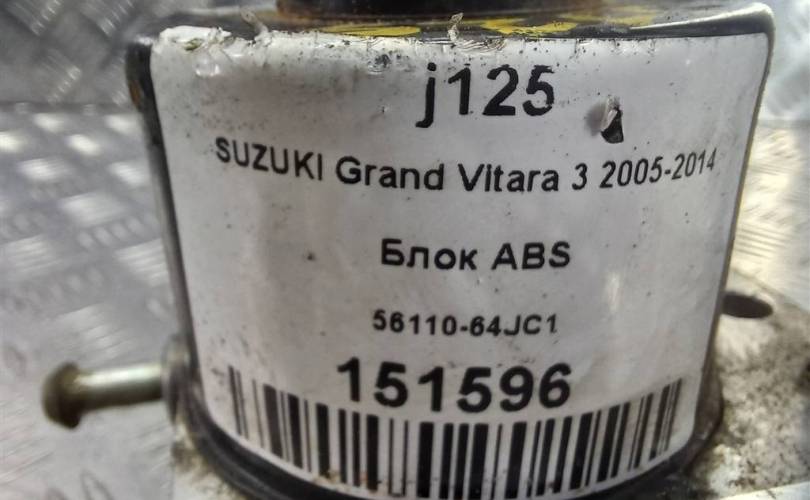 j125
SUZUKI Grand Vitara 3 2005-2014
Блок ABS
56110-64JC1
151596